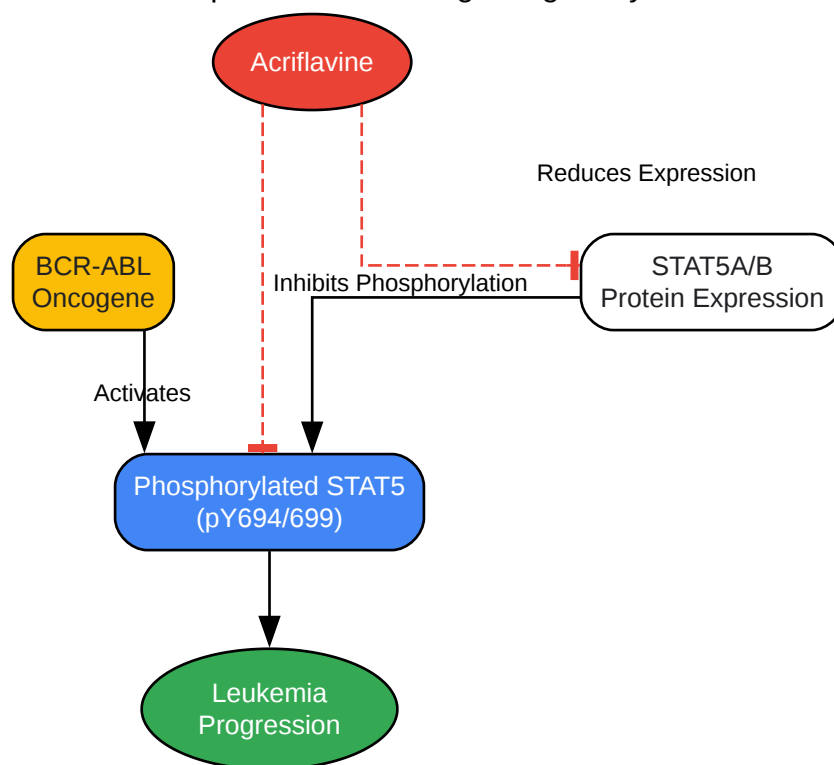 Acriflavine
Reduces Expression
BCR-ABL
Oncogene
STAT5A/B
Protein Expression
Inhibits Phosphorylation
Activates
Phosphorylated STAT5
(pY694/699)
Leukemia
Progression